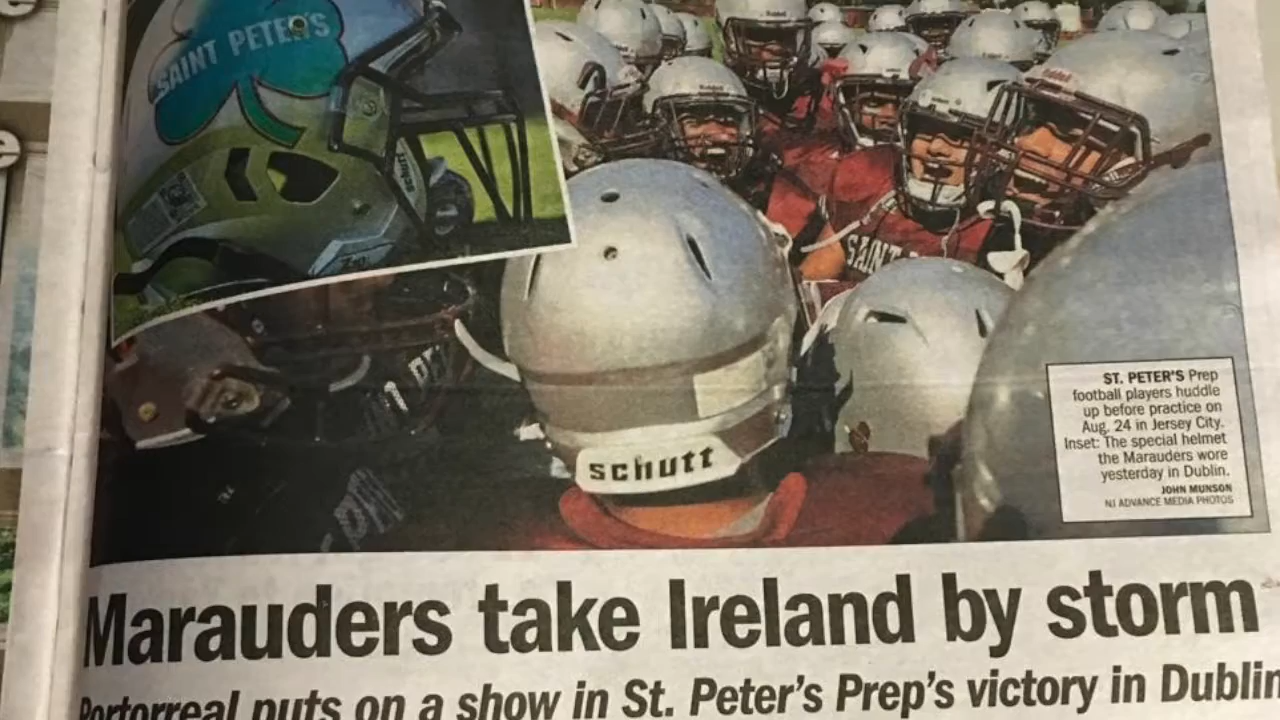 SAINT PETER'S
schutt
SAINT
schutt
ST. PETER'S Prep
football players huddle
up before practice on
Aug. 24 in Jersey City.
Inset: The special helmet
the Marauders wore
yesterday in Dublin.
JOHN MUNSON
NJ ADVANCE MEDIA PHOTOS
Marauders take Ireland by storm
Portorreal puts on a show in St. Peter's Prep's victory in Dublin